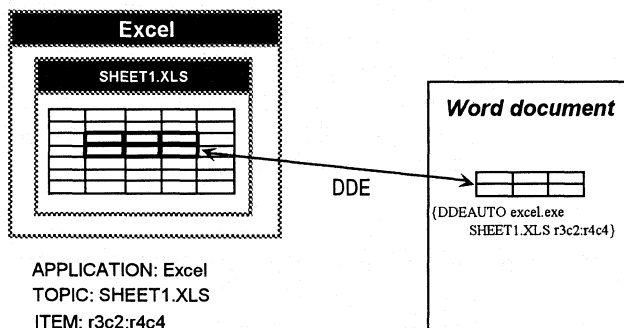 Excel
SHEET1.XLS
Word document
DDE
{DDEAUTO excel.exe
SHEET1.XLS r3c2:r4c4}
APPLICATION: Excel
TOPIC: SHEET1.XLS
ITEM: r3c2:r4c4